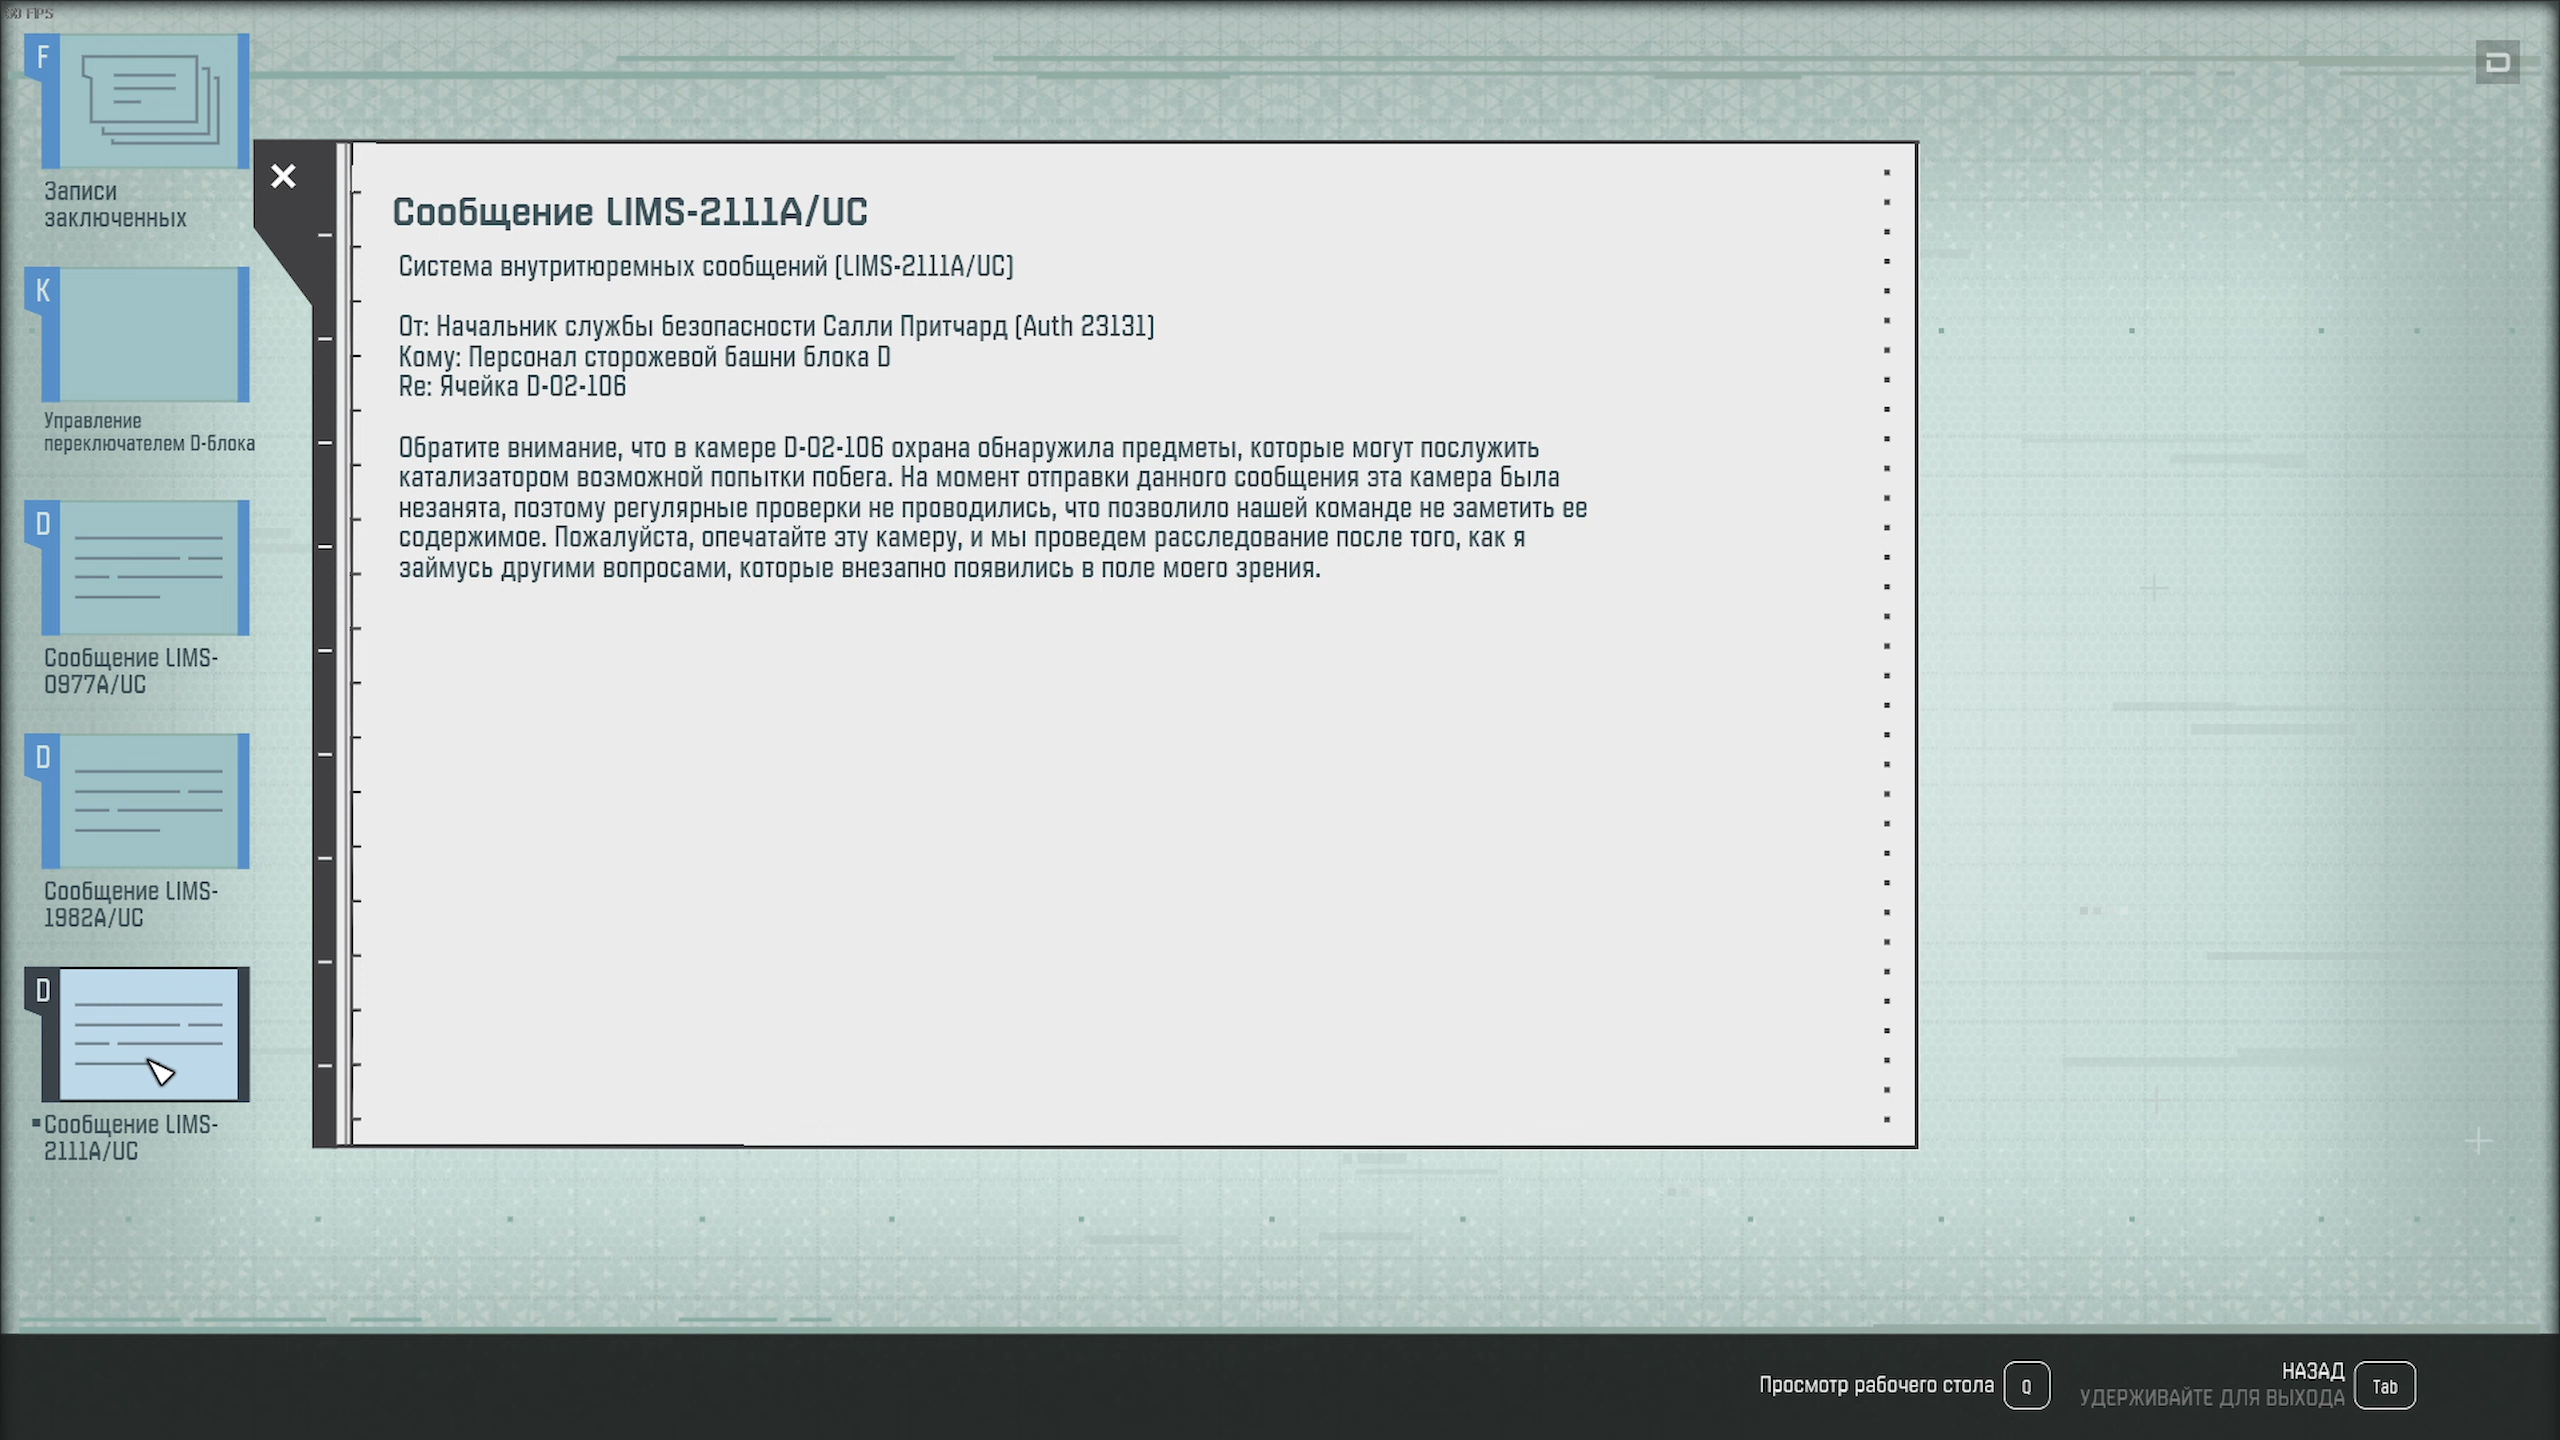 60 FPS
F
Записи
заключенных
K
Управление
переключателем D-блока
D
Сообщение LIMS-
0977A/UC
D
Сообщение LIMS-
1982A/UC
D
Сообщение LIMS-
2111A/UC
Сообщение LIMS-2111A/UC
Система внутритюремных сообщений (LIMS-2111A/UC)
От: Начальник службы безопасности Салли Притчард (Auth 23131)
Кому: Персонал сторожевой башни блока D
Re: Ячейка D-02-106
Обратите внимание, что в камере D-02-106 охрана обнаружила предметы, которые могут послужить
катализатором возможной попытки побега. На момент отправки данного сообщения эта камера была
незанята, поэтому регулярные проверки не проводились, что позволило нашей команде не заметить ее
содержимое. Пожалуйста, опечатайте эту камеру, и мы проведем расследование после того, как я
займусь другими вопросами, которые внезапно появились в поле моего зрения.
Просмотр рабочего стола Q
НАЗАД
УДЕРЖИВАЙТЕ ДЛЯ ВЫХОДА Tab